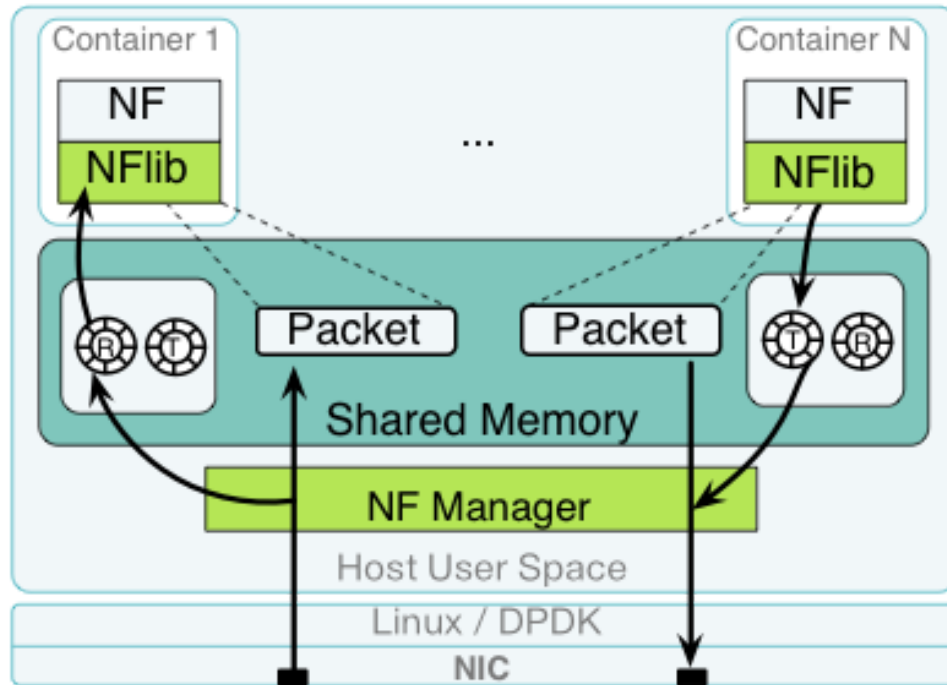 Container 1
Container N
NF
NF
NFlib
NFlib
...
R
T
Packet
Packet
T
R
Shared Memory
NF Manager
Host User Space
Linux / DPDK
NIC